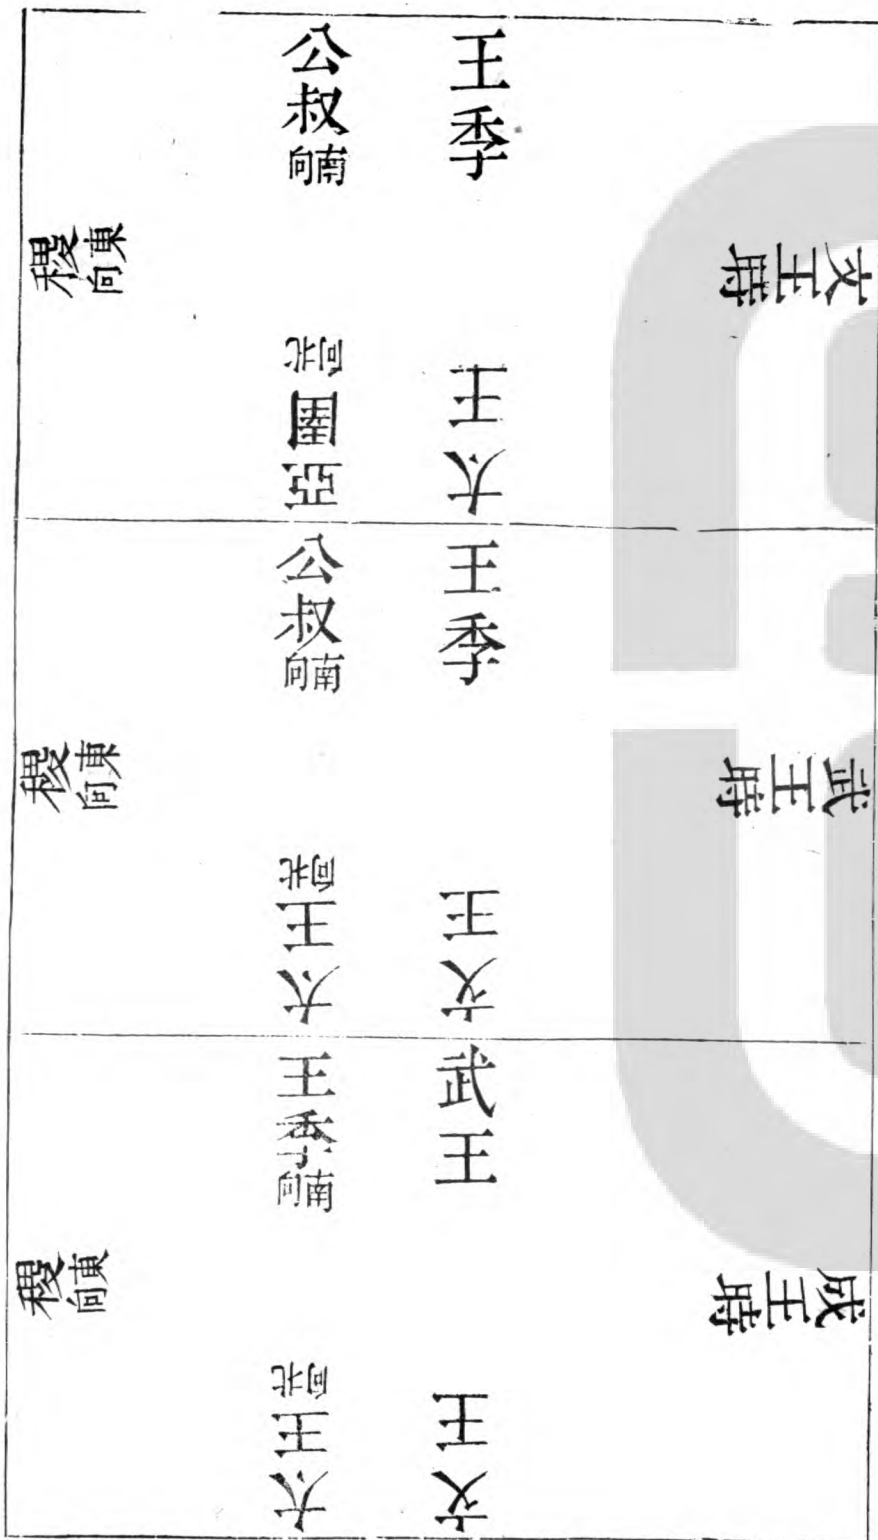 文王時
王季
公叔南向
太王
亞圉北向
稷東向
武王時
王季
公叔南向
文王
太王北向
稷東向
成王時
武王
王季南向
文王
太王北向
稷東向